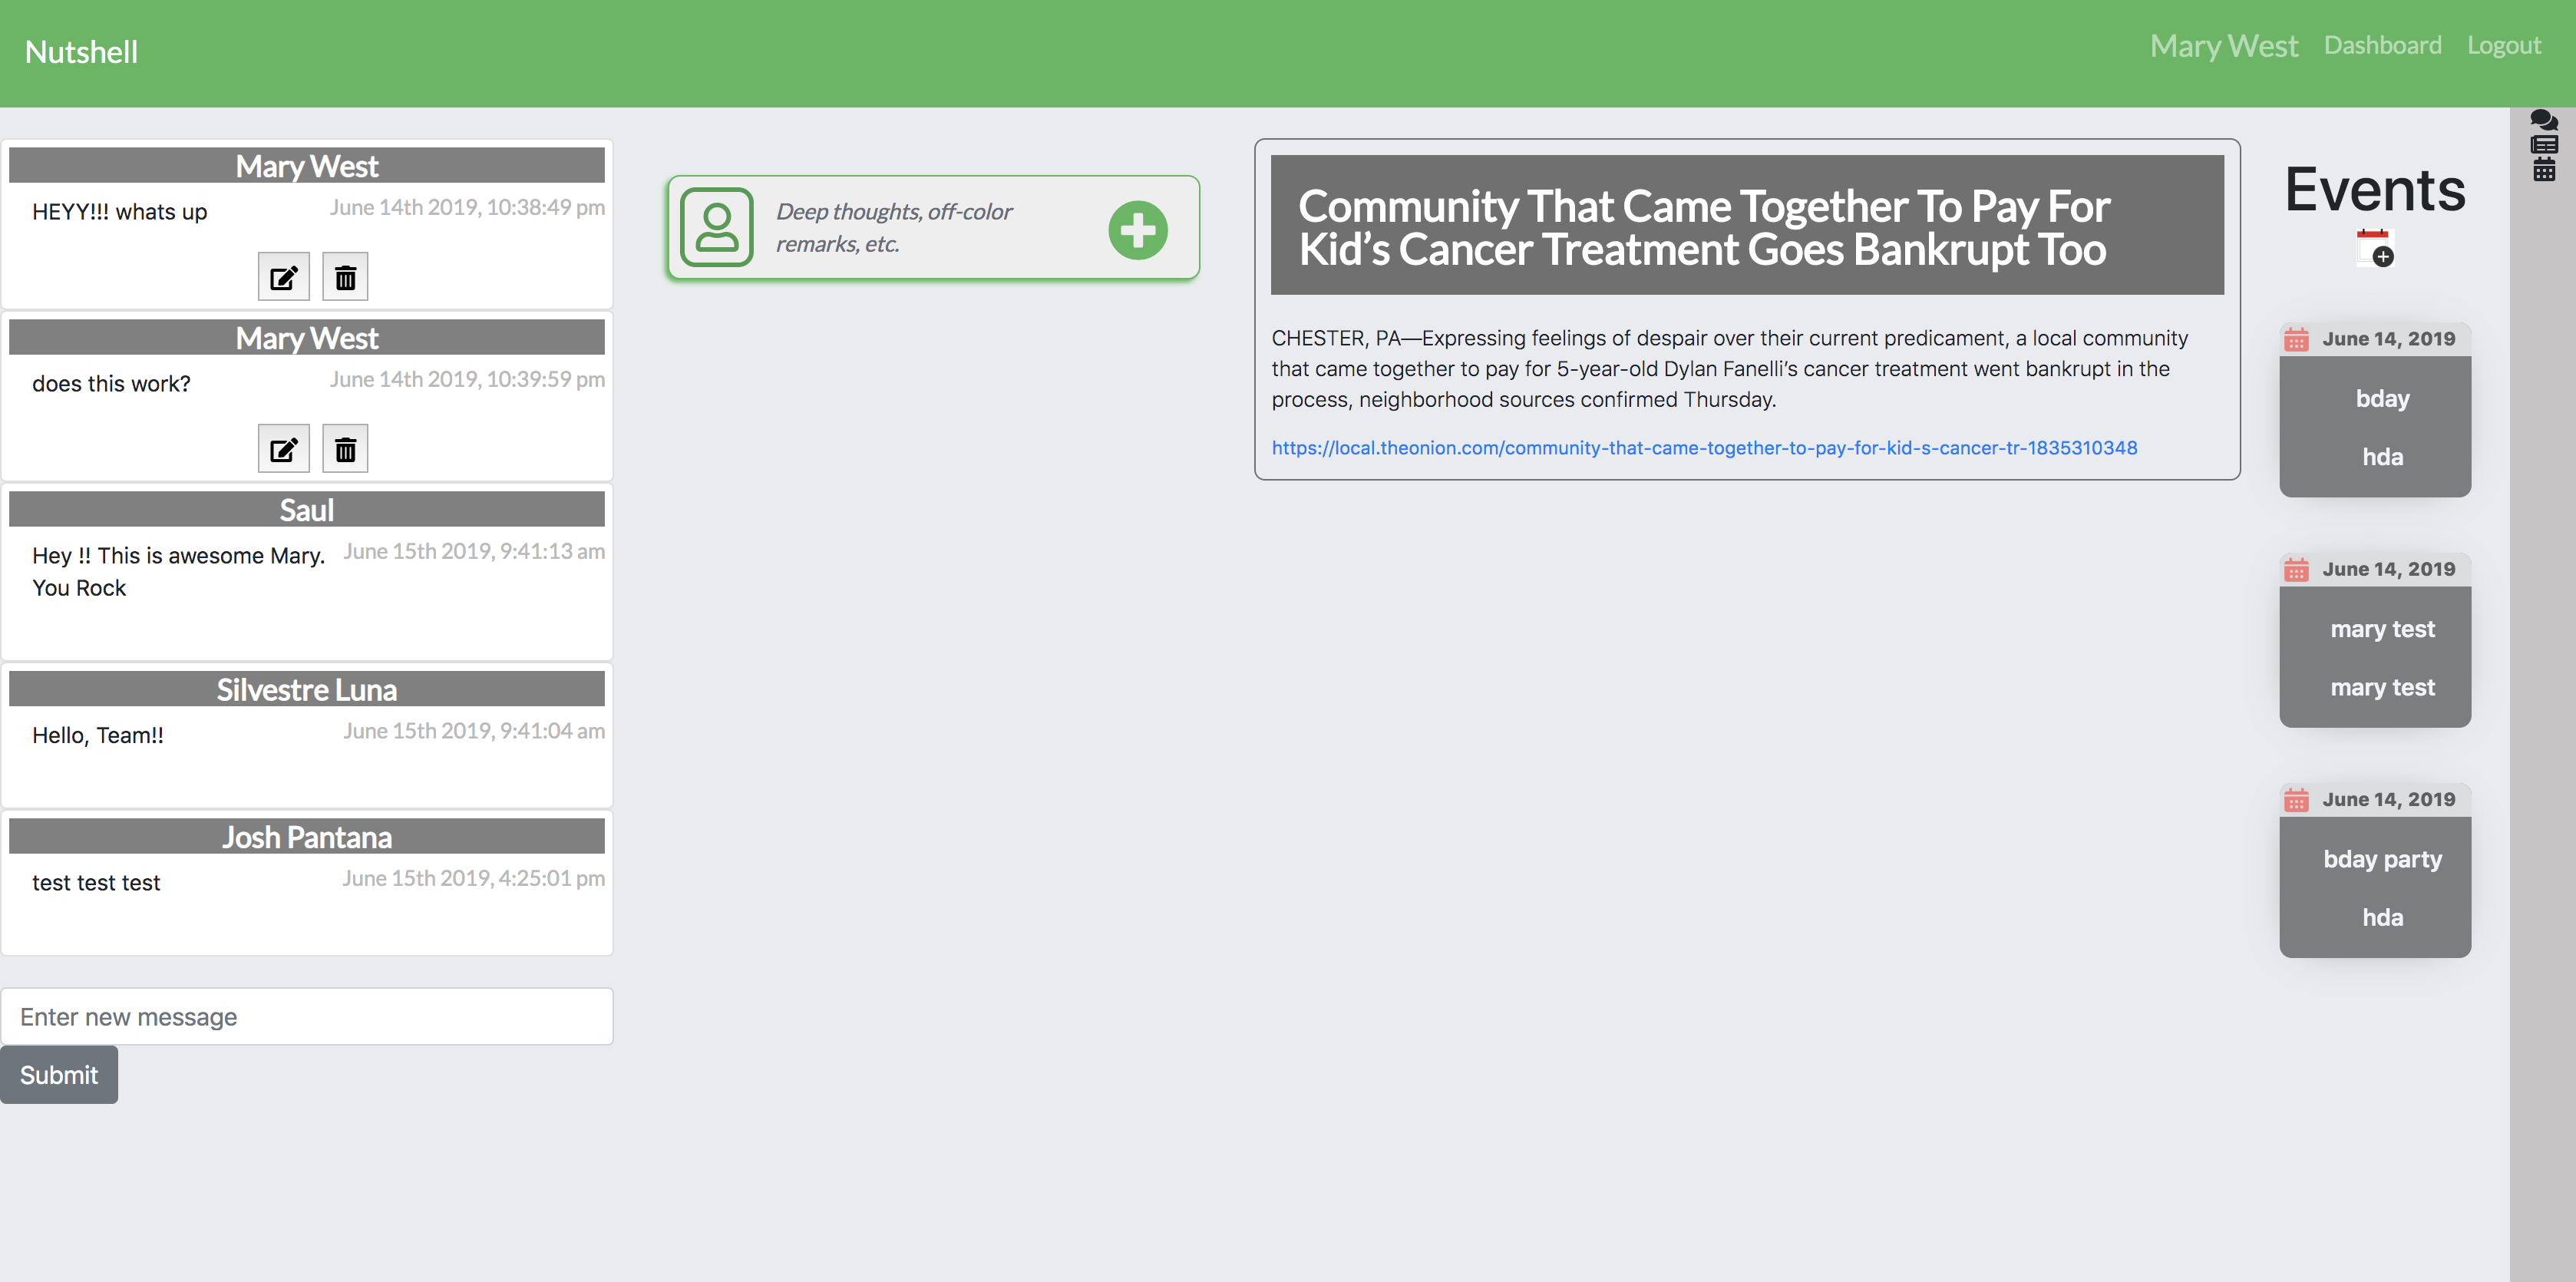 Nutshell
Mary West Dashboard Logout
Mary West
HEYY!!! whats up
June 14th 2019, 10:38:49 pm
Mary West
does this work?
June 14th 2019, 10:39:59 pm
Saul
Hey !! This is awesome Mary.
You Rock
June 15th 2019, 9:41:13 am
Silvestre Luna
Hello, Team!!
June 15th 2019, 9:41:04 am
Josh Pantana
test test test
June 15th 2019, 4:25:01 pm
Enter new message
Submit
Deep thoughts, off-color
remarks, etc.
Community That Came Together To Pay For
Kid’s Cancer Treatment Goes Bankrupt Too
CHESTER, PA—Expressing feelings of despair over their current predicament, a local community
that came together to pay for 5-year-old Dylan Fanelli’s cancer treatment went bankrupt in the
process, neighborhood sources confirmed Thursday.
https://local.theonion.com/community-that-came-together-to-pay-for-kid-s-cancer-tr-1835310348
Events
June 14, 2019
bday
hda
June 14, 2019
mary test
mary test
June 14, 2019
bday party
hda